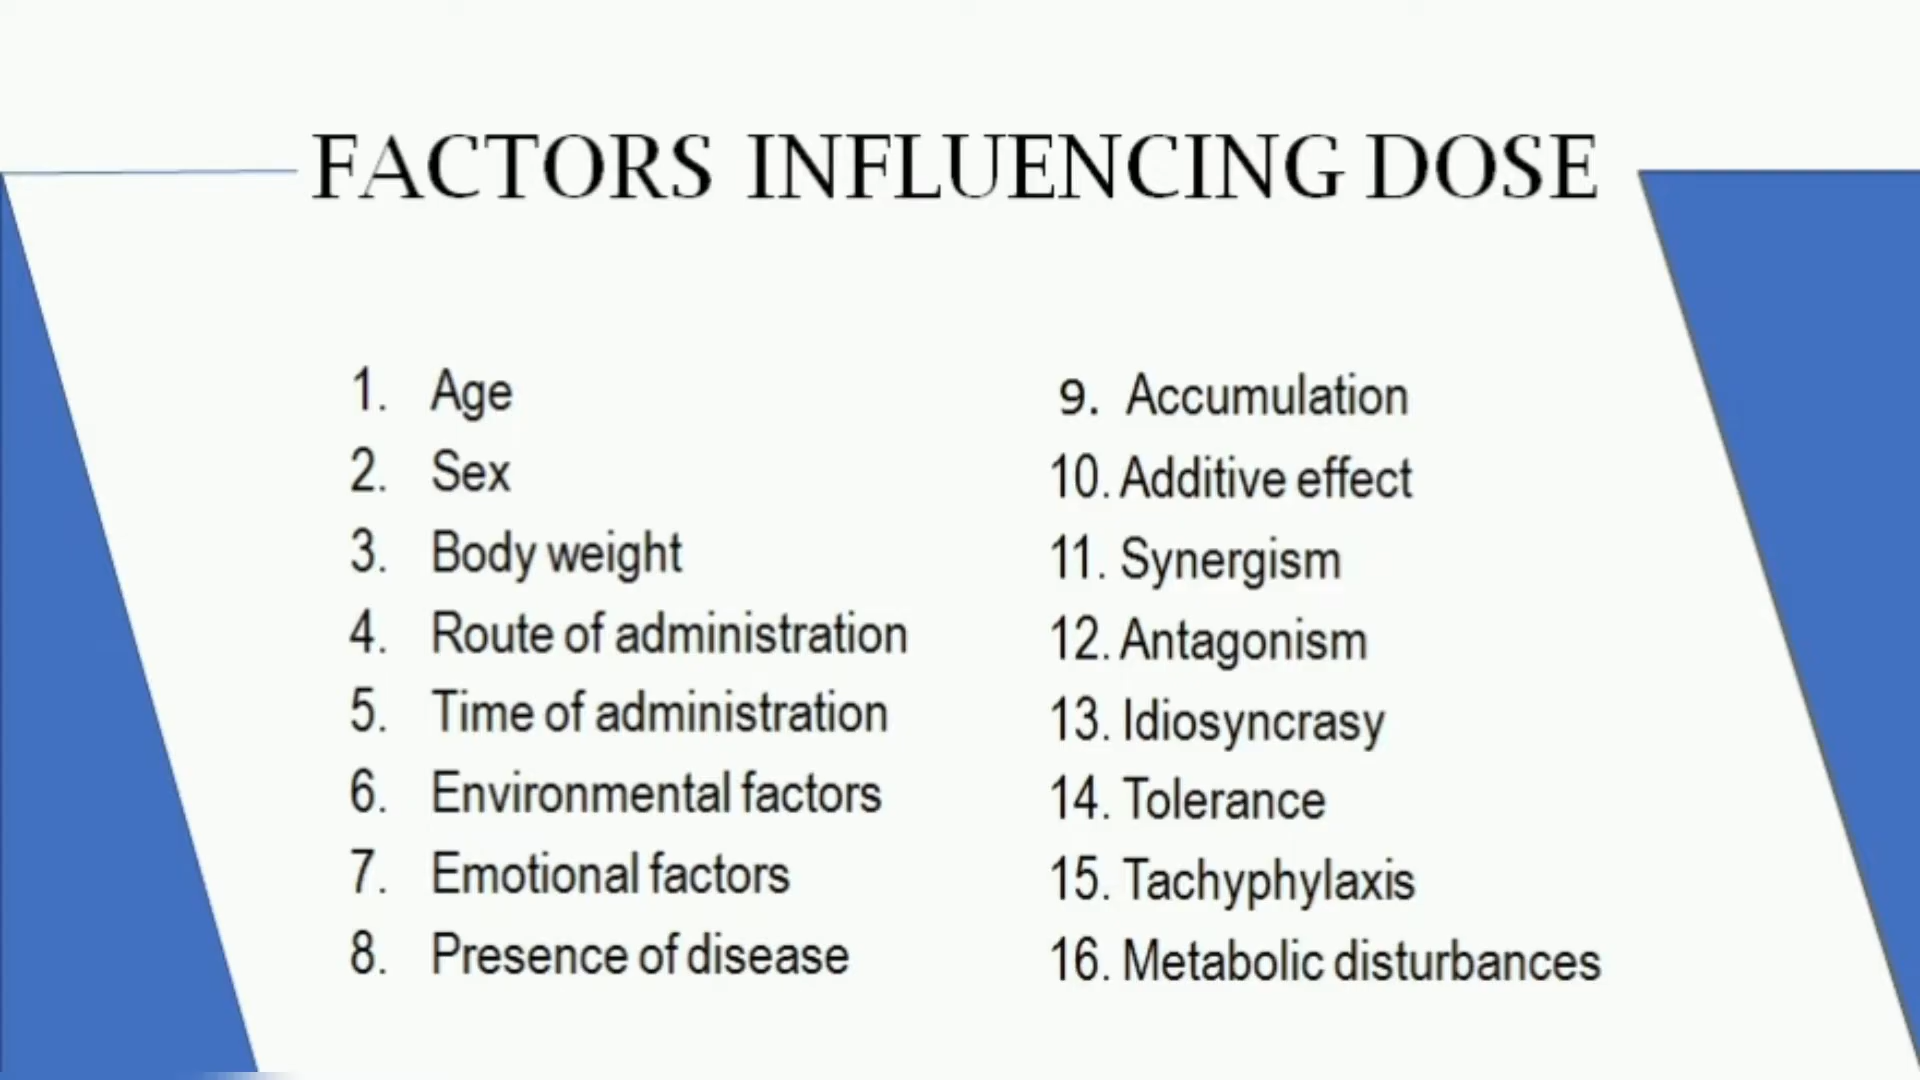 FACTORS INFLUENCING DOSE
1. Age
2. Sex
3. Body weight
4. Route of administration
5. Time of administration
6. Environmental factors
7. Emotional factors
8. Presence of disease
9. Accumulation
10. Additive effect
11. Synergism
12. Antagonism
13. Idiosyncrasy
14. Tolerance
15. Tachyphylaxis
16. Metabolic disturbances